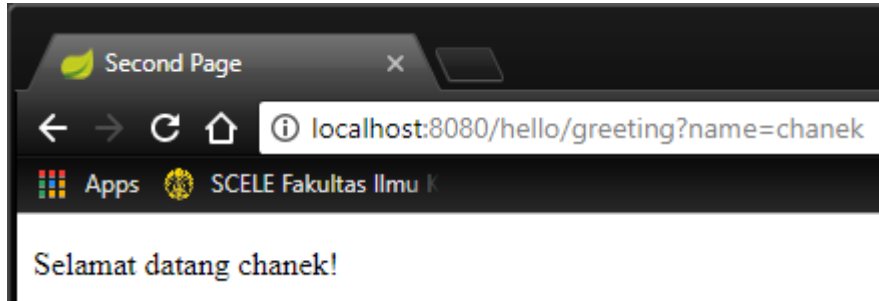 Second Page
localhost:8080/hello/greeting?name=chanek
Apps SCELE Fakultas Ilmu
Selamat datang chanek!